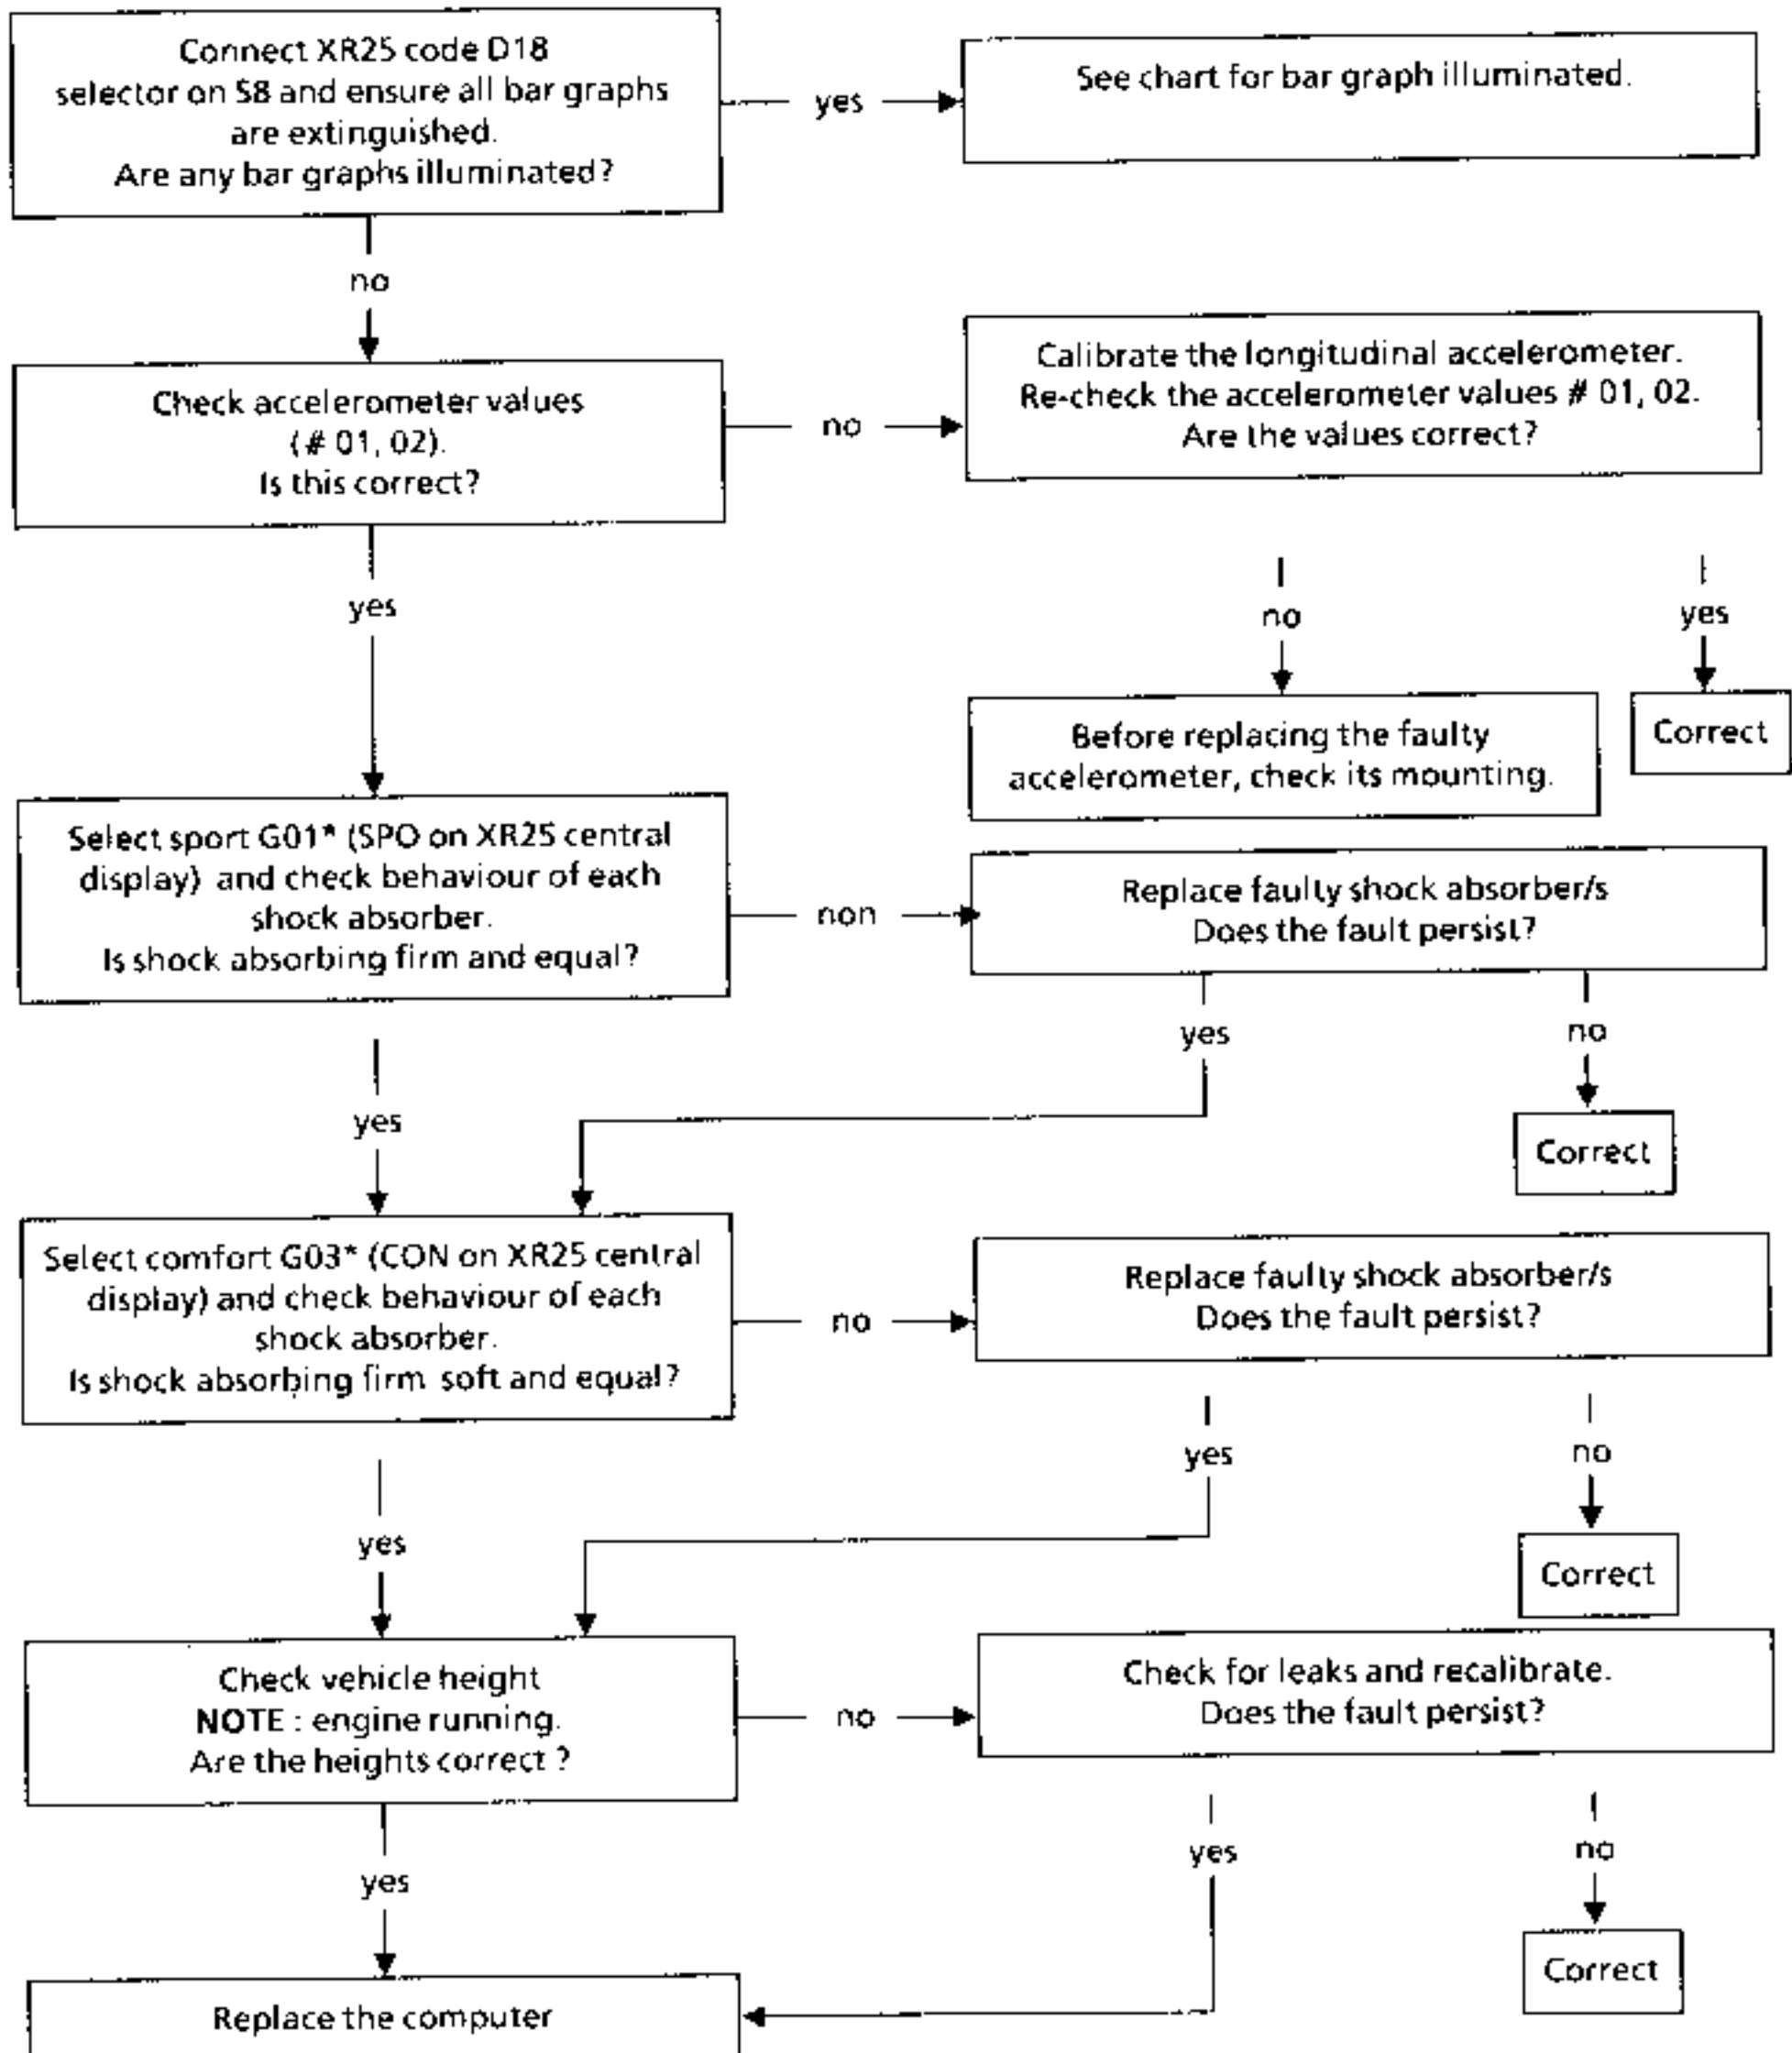 Connect XR25 code D18
selector on S8 and ensure all bar graphs
are extinguished.
Are any bar graphs illuminated?
yes
See chart for bar graph illuminated.
no
Check accelerometer values
(# 01, 02).
Is this correct?
no
Calibrate the longitudinal accelerometer.
Re-check the accelerometer values # 01, 02.
Are the values correct?
yes
no
yes
Before replacing the faulty
accelerometer, check its mounting.
Correct
Select sport G01* (SPO on XR25 central
display) and check behaviour of each
shock absorber.
Is shock absorbing firm and equal?
non
Replace faulty shock absorber/s
Does the fault persist?
yes
yes
no
Correct
Select comfort G03* (CON on XR25 central
display) and check behaviour of each
shock absorber.
Is shock absorbing firm soft and equal?
no
Replace faulty shock absorber/s
Does the fault persist?
yes
yes
no
Correct
Check vehicle height
NOTE : engine running.
Are the heights correct ?
no
Check for leaks and recalibrate.
Does the fault persist?
yes
yes
no
Correct
Replace the computer